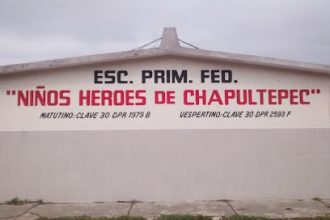 ESC. PRIM. FED.
"NIÑOS HEROES DE CHAPULTEPEC"
MATUTINO: CLAVE 30 DPR 1979 B VESPERTINO: CLAVE 30 DPR 2593 F